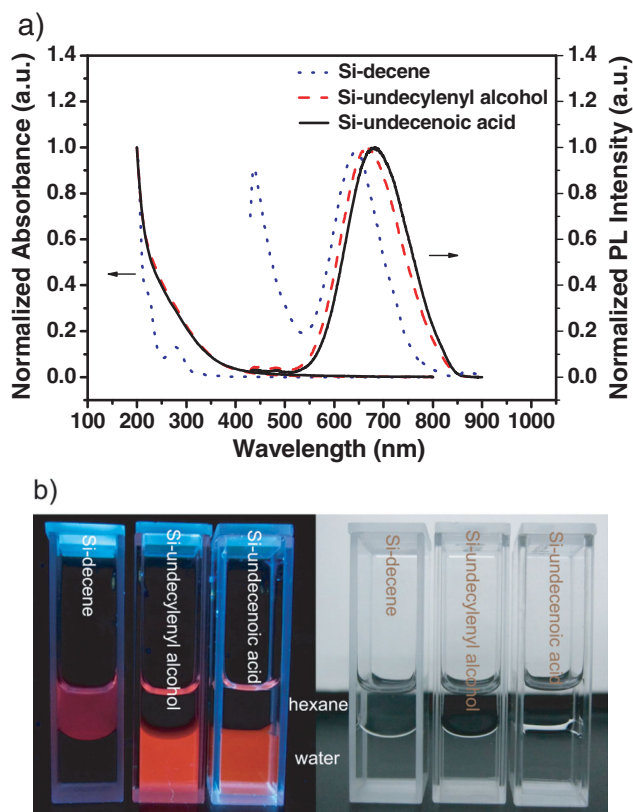 a)
Normalized Absorbance (a.u.)
1.4
1.2
1.0
0.8
0.6
0.4
0.2
0.0
Si-decene
Si-undecylenyl alcohol
Si-undecenoic acid
1.4
1.2
1.0
0.8
0.6
0.4
0.2
0.0
Normalized PL Intensity (a.u.)
100 200 300 400 500 600 700 800 900 1000
Wavelength (nm)
b)
Si-decene
Si-undecylenyl alcohol
Si-undecenoic acid
hexane
water
Si-decene
Si-undecylenyl alcohol
Si-undecenoic acid